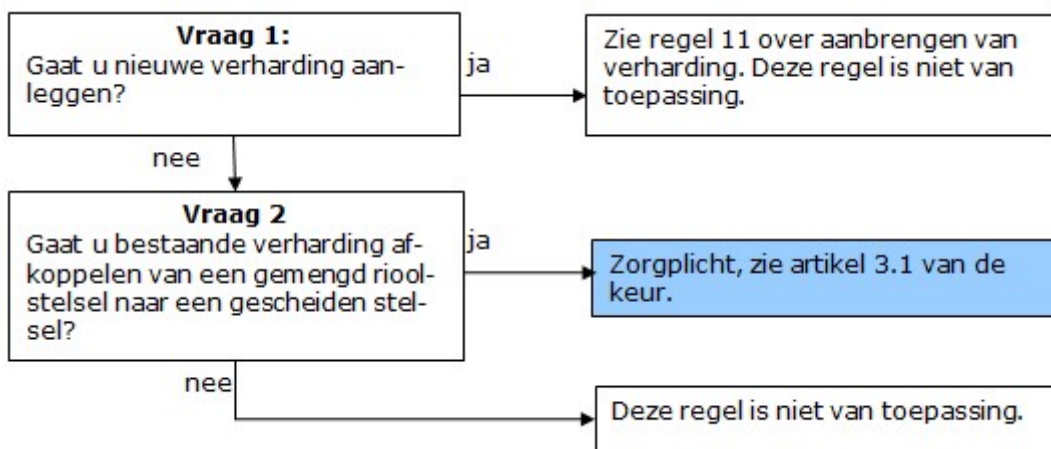 Vraag 1:
Gaat u nieuwe verharding aan-
leggen?
ja
Zie regel 11 over aanbrengen van
verharding. Deze regel is niet van
toepassing.
nee
Vraag 2
Gaat u bestaande verharding af-
koppelen van een gemengd riool-
stelsel naar een gescheiden stel-
sel?
ja
Zorgplicht, zie artikel 3.1 van de
keur.
nee
Deze regel is niet van toepassing.